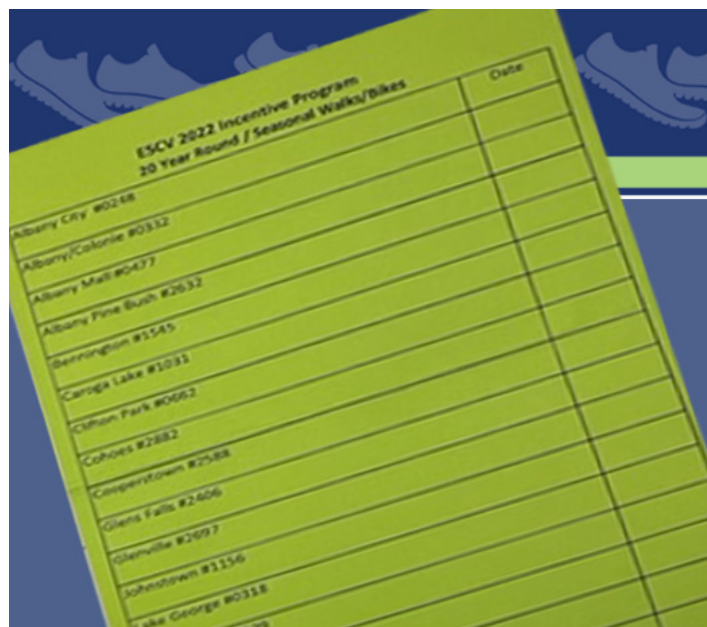 ESCV 2022 Incentive Program
20 Year Round / Seasonal Walks/Bikes
Date
Albany City #0248
Albany/Colonie #0332
Albany Mall #0477
Albany Pine Bush #2632
Bennington #1545
Caroga Lake #1031
Clifton Park #0662
Cohoes #2882
Cooperstown #2588
Glens Falls #2406
Glenville #2697
Johnstown #1156
Lake George #0318